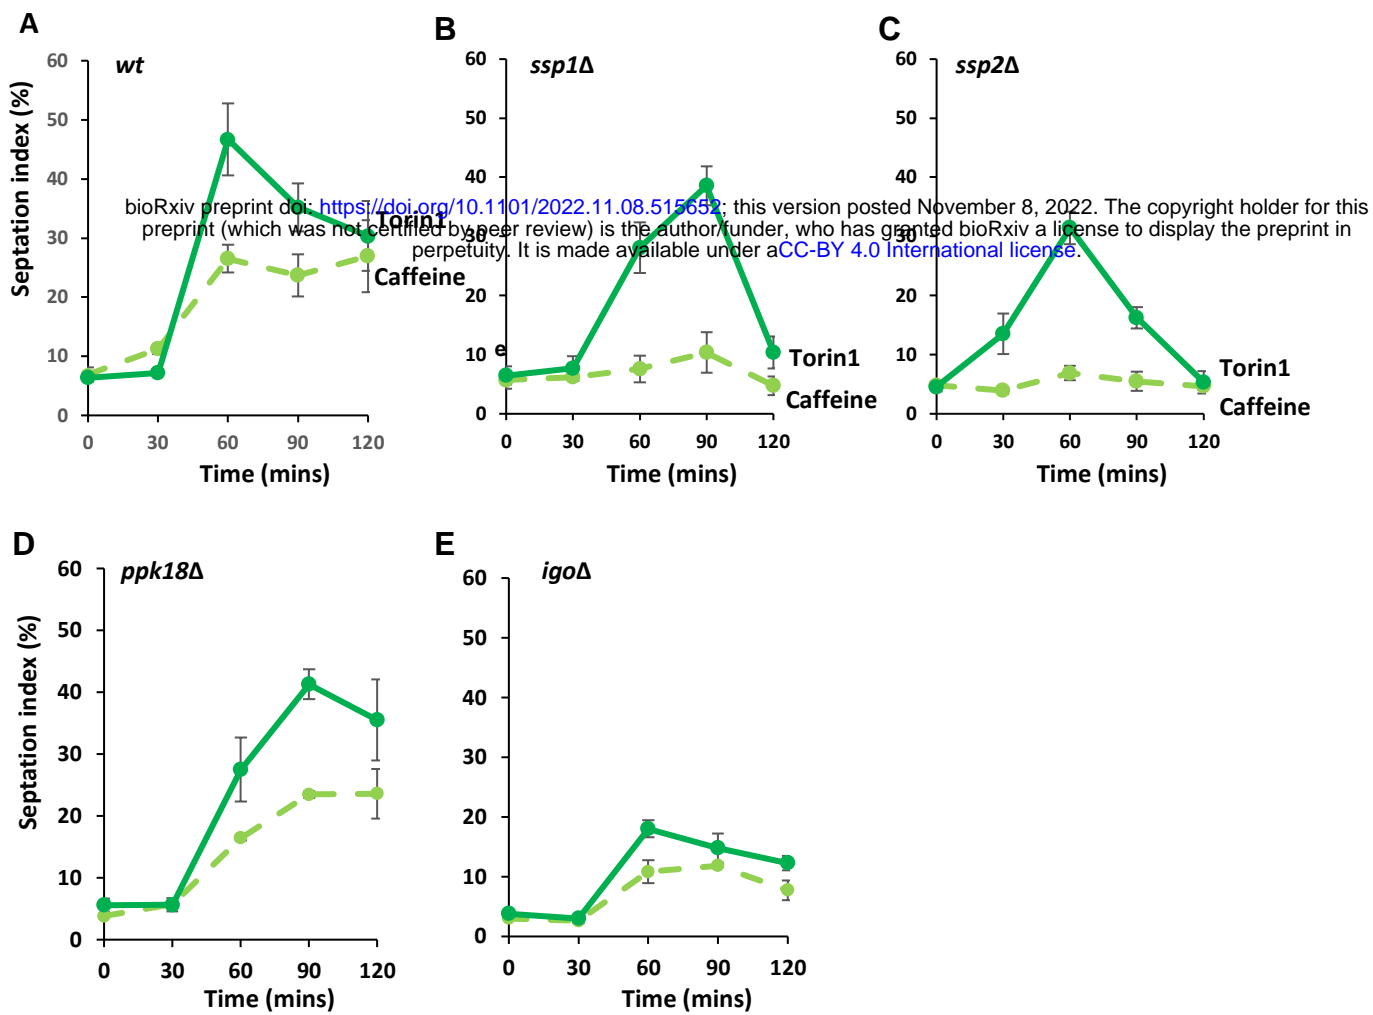 A
B
C
wt
ssp1Δ
ssp2Δ
Septation index (%)
60
50
40
30
20
10
0
0 30 60 90 120
Time (mins)
Torin1
Caffeine
60
50
40
30
20
10
e
0
0 30 60 90 120
Time (mins)
Torin1
Caffeine
60
50
40
30
20
10
0
0 30 60 90 120
Time (mins)
Torin1
Caffeine
bioRxiv preprint doi: https://doi.org/10.1101/2022.11.08.515652; this version posted November 8, 2022. The copyright holder for this
preprint (which was not certified by peer review) is the author/funder, who has granted bioRxiv a license to display the preprint in
perpetuity. It is made available under aCC-BY 4.0 International license.
D
E
ppk18Δ
igoΔ
Septation index (%)
60
50
40
30
20
10
0
0 30 60 90 120
Time (mins)
60
50
40
30
20
10
0
0 30 60 90 120
Time (mins)